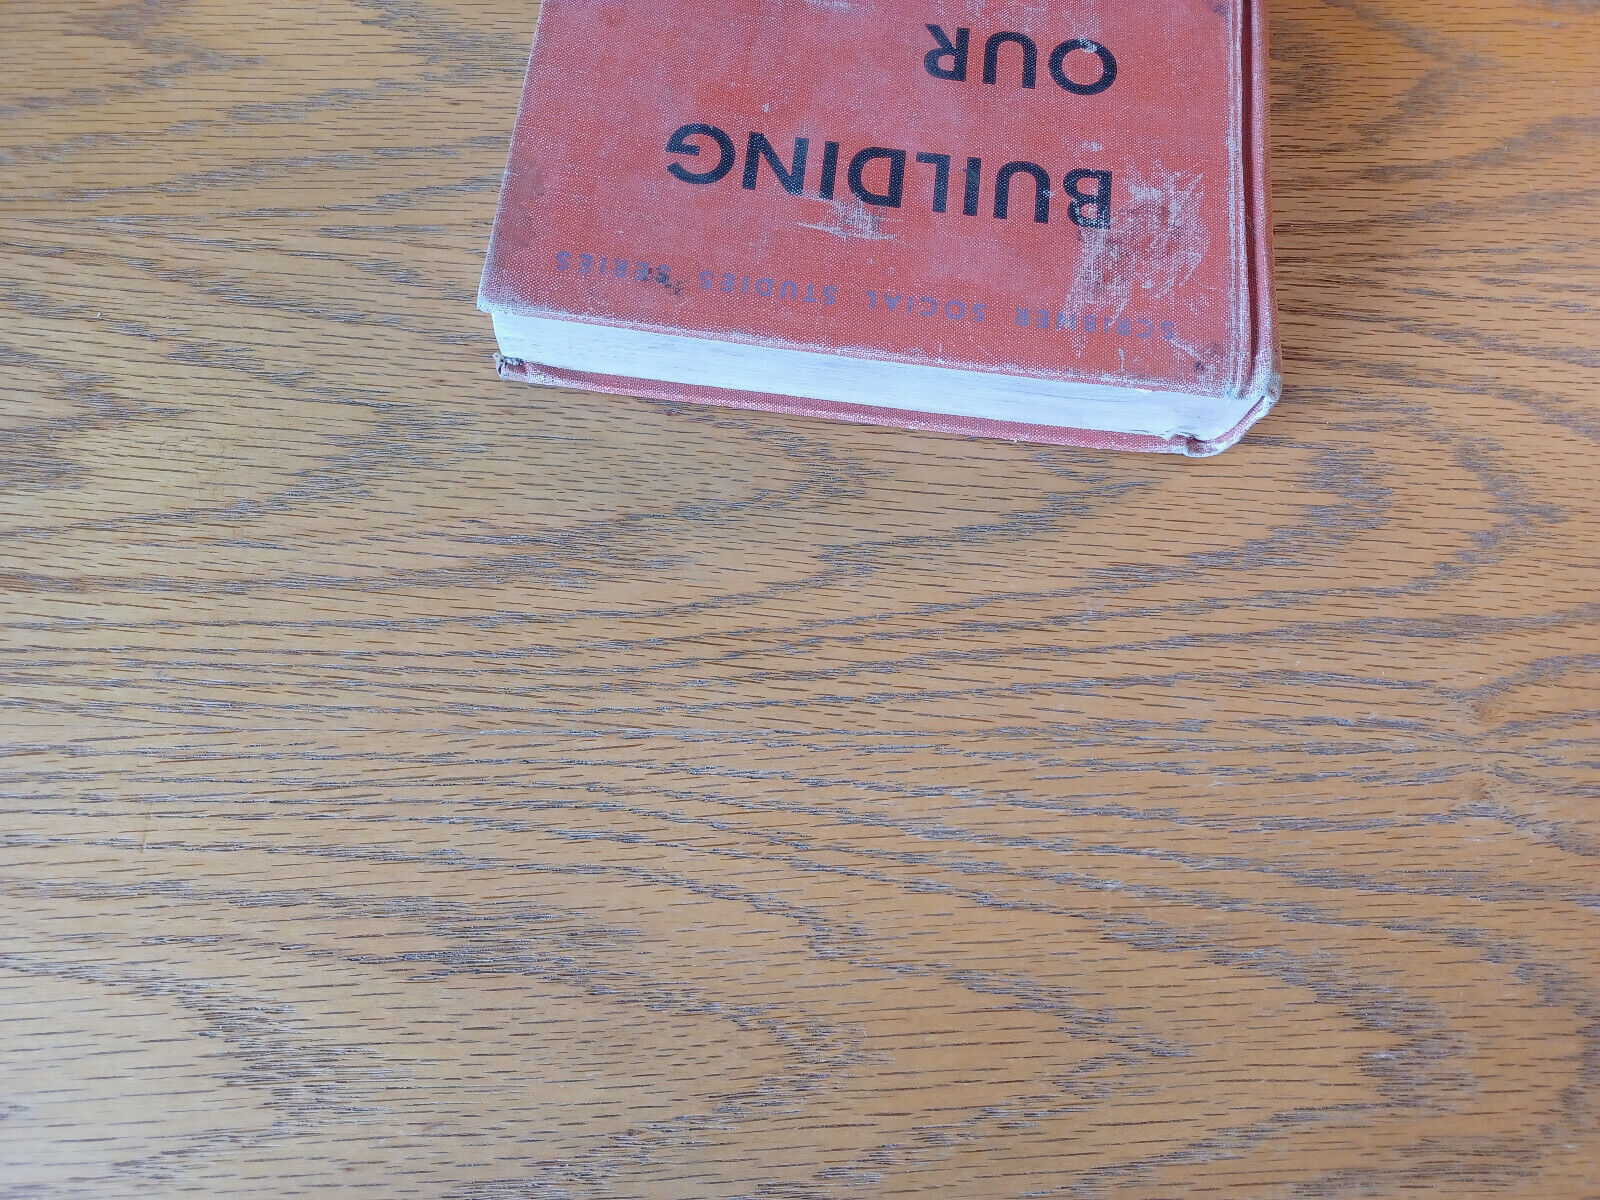 SCRIBNER SOCIAL STUDIES SERIES
BUILDING
OUR